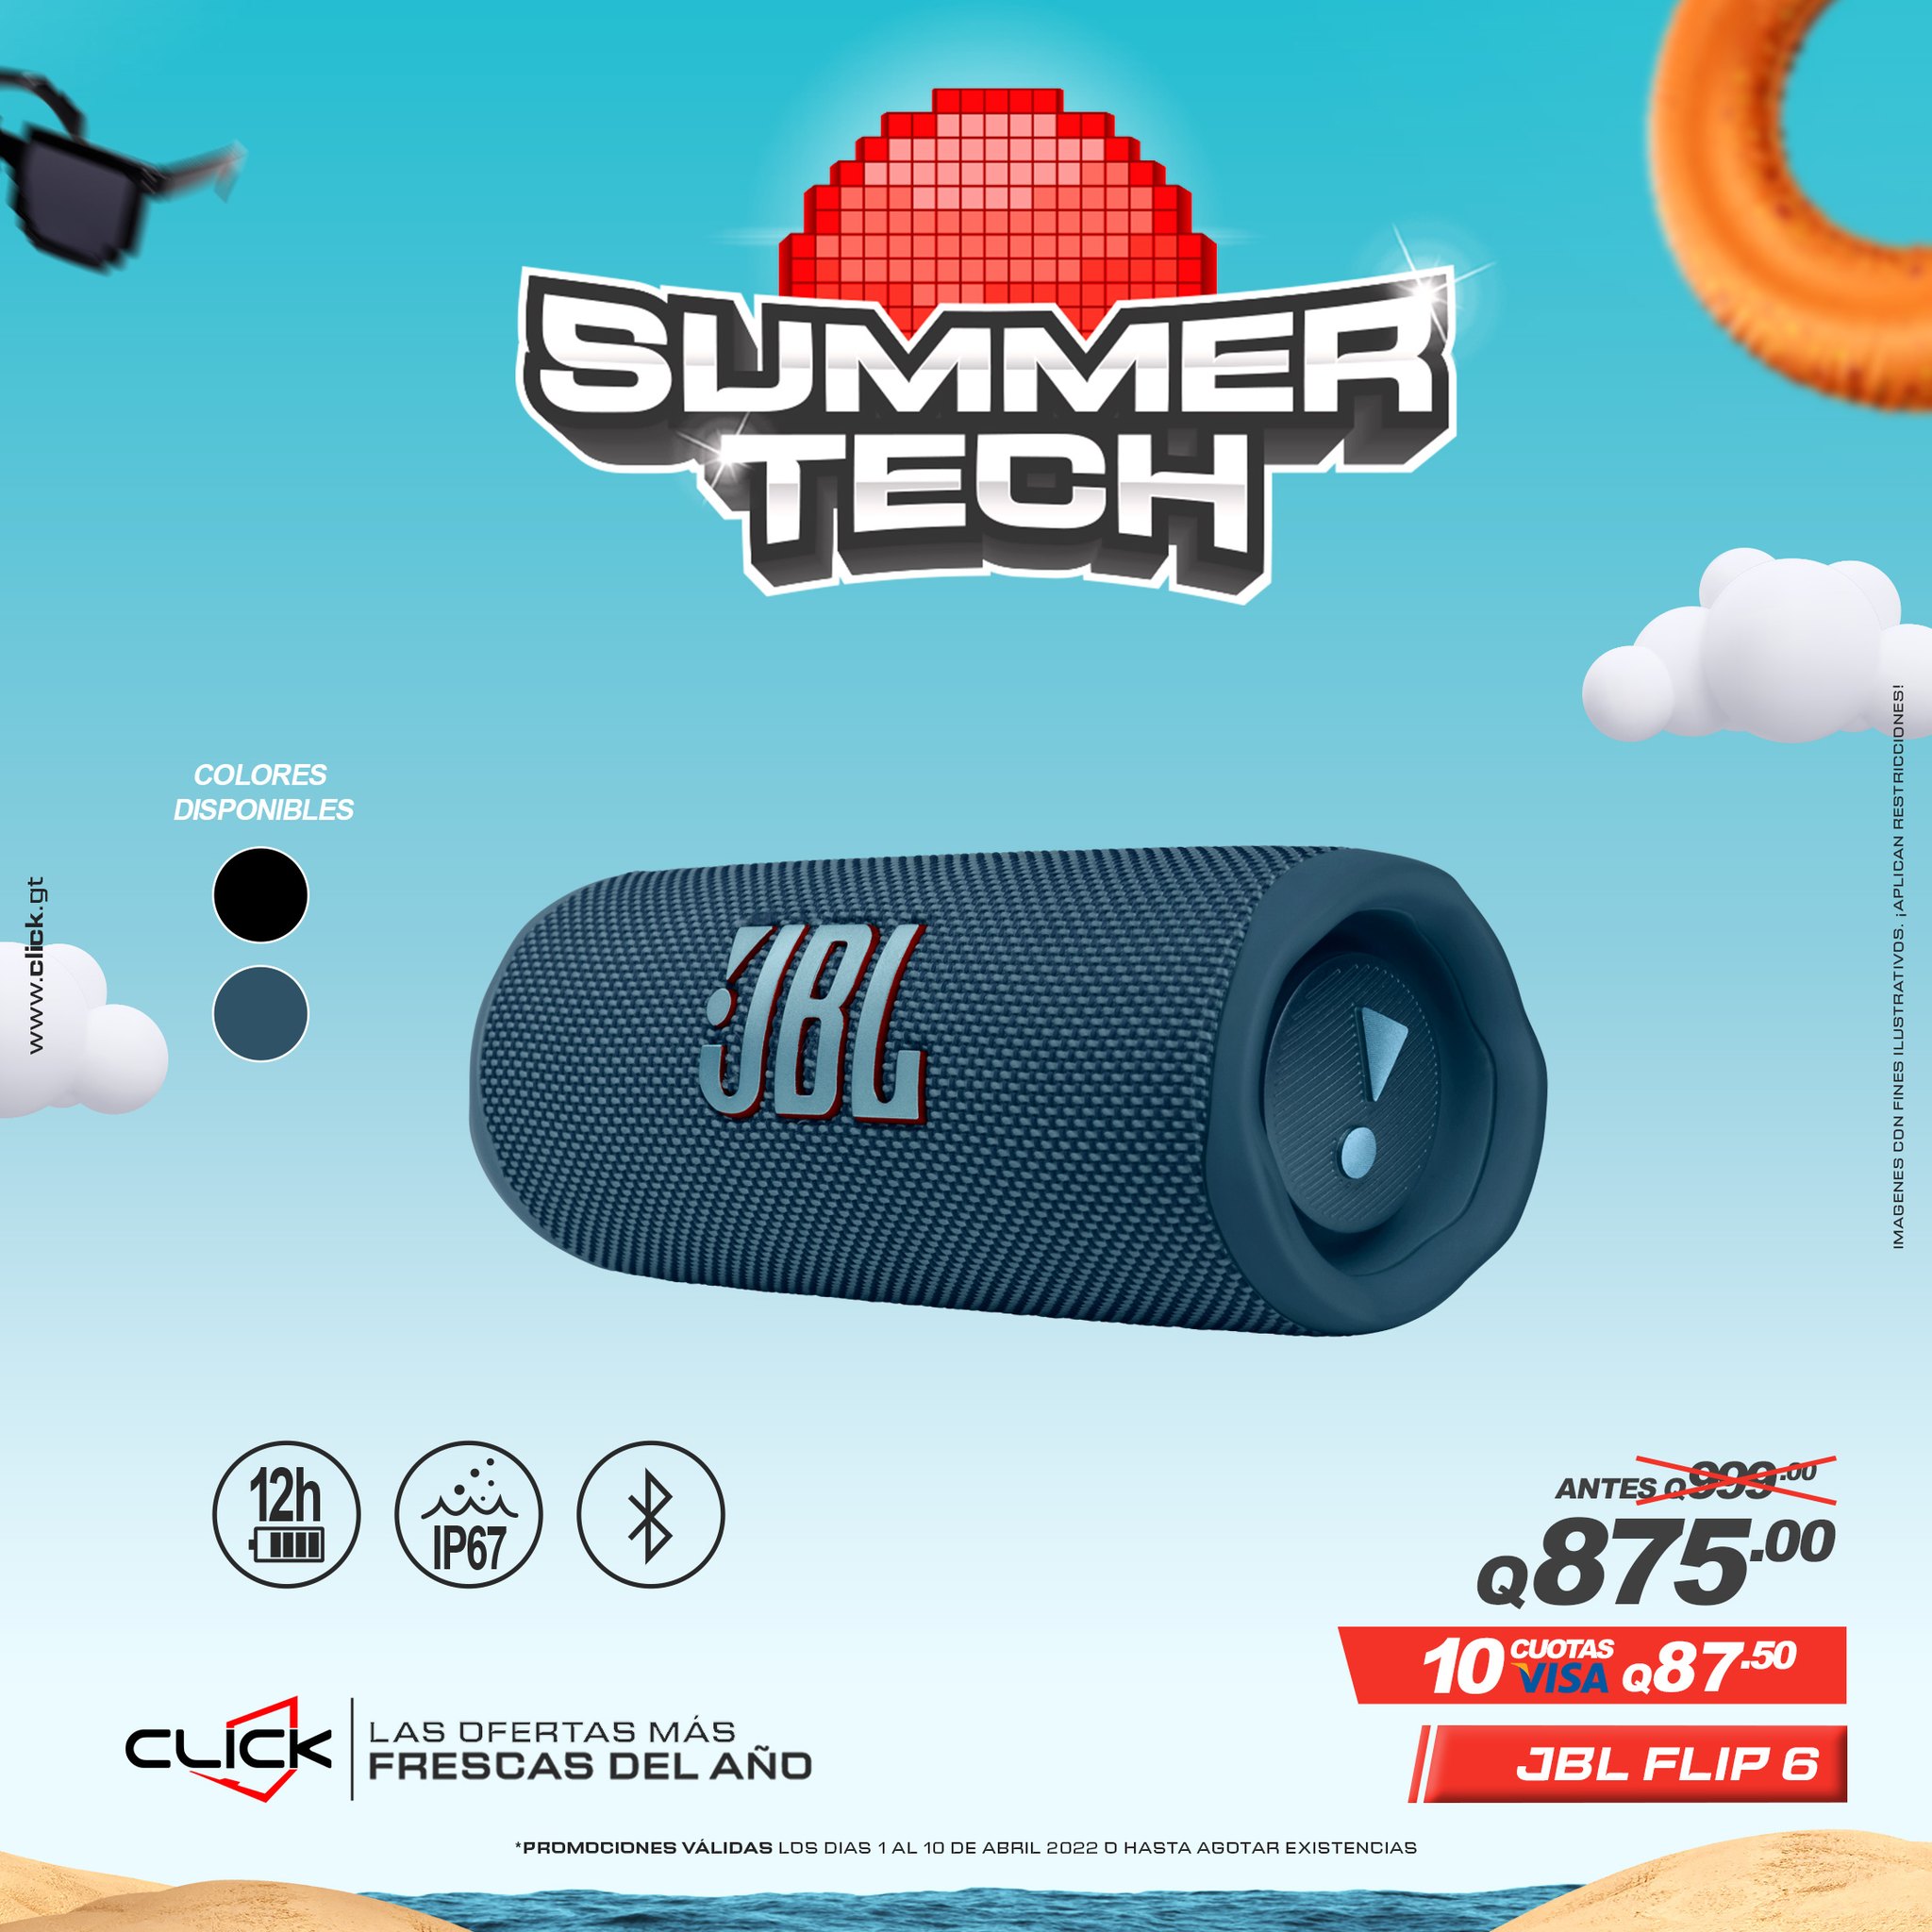 SUMMER
TECH
COLORES
DISPONIBLES
www.click.gt
IMAGENES CON FINES ILUSTRATIVOS. ¡APLICAN RESTRICCIONES!
JBL
12h
IP67
ANTES Q999.00
Q875.00
10 CUOTAS VISA Q87.50
JBL FLIP 6
CLICK
LAS OFERTAS MÁS
FRESCAS DEL AÑO
*PROMOCIONES VÁLIDAS LOS DIAS 1 AL 10 DE ABRIL 2022 O HASTA AGOTAR EXISTENCIAS